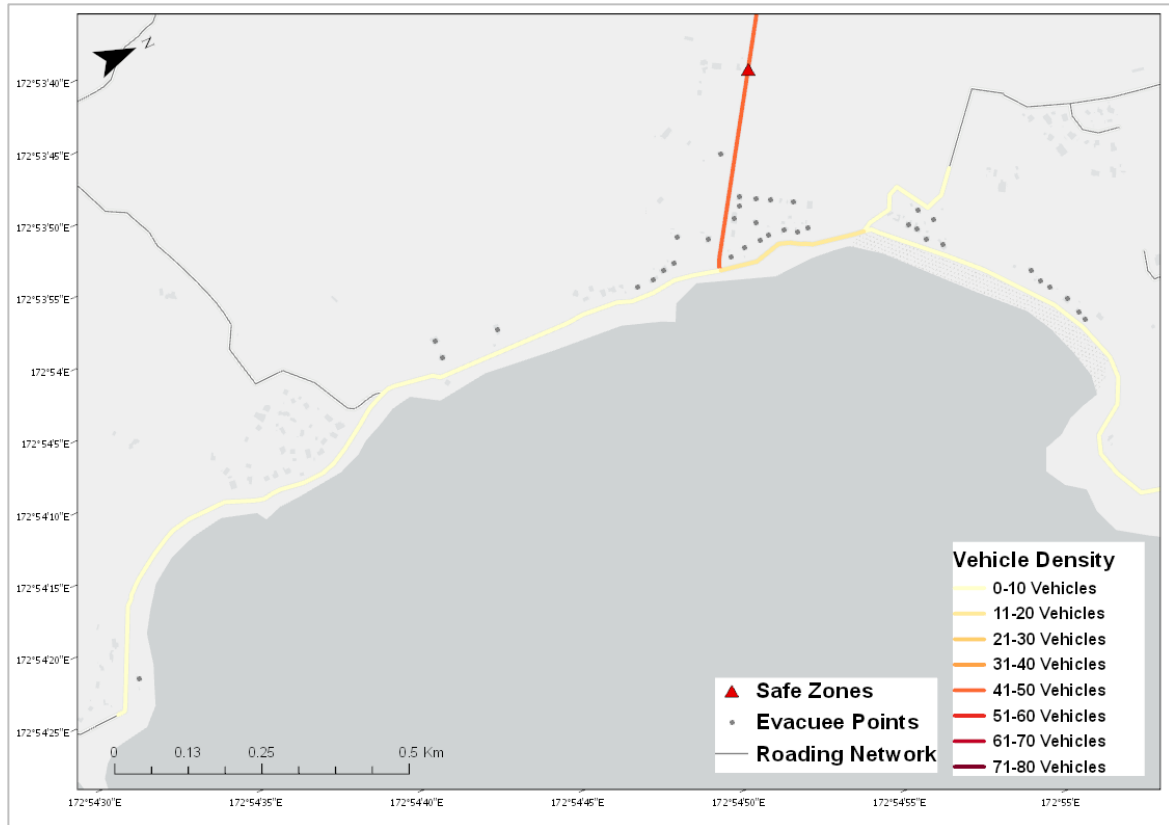 N
172°53'40"E
172°53'45"E
172°53'50"E
172°53'55"E
172°54'E
172°54'5"E
172°54'10"E
172°54'15"E
172°54'20"E
172°54'25"E
0 0.13 0.25 0.5 Km
Safe Zones
Evacuee Points
Roading Network
Vehicle Density
0-10 Vehicles
11-20 Vehicles
21-30 Vehicles
31-40 Vehicles
41-50 Vehicles
51-60 Vehicles
61-70 Vehicles
71-80 Vehicles
172°54'30"E 172°54'35"E 172°54'40"E 172°54'45"E 172°54'50"E 172°54'55"E 172°55'E